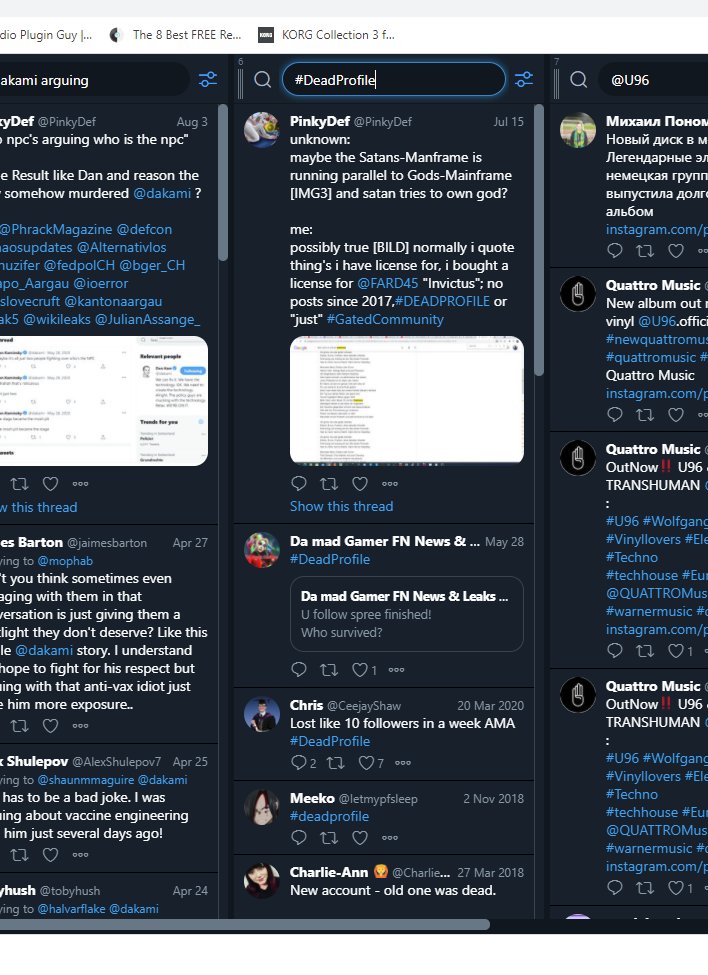 dio Plugin Guy |...
The 8 Best FREE Re...
KORG
KORG Collection 3 f...
akami arguing
kyDef @PinkyDef Aug 3
o npc's arguing who is the npc"
e Result like Dan and reason the
somehow murdered @dakami ?
@PhrackMagazine @defcon
haosupdates @Alternativlos
nuzifer @fedpolCH @bger_CH
apo_Aargau @ioerror
slovecruft @kantonaargau
ak5 @wikileaks @JulianAssange_
Relevant people
Trends for you
w this thread
es Barton @jaimesbarton Apr 27
ying to @mophab
't you think sometimes even
aging with them in that
versation is just giving them a
tlight they don't deserve? Like this
le @dakami story. I understand
hope to fight for his respect but
uing with that anti-vax idiot just
e him more exposure..
x Shulepov @AlexShulepov7 Apr 25
ying to @shaunmmaguire @dakami
has to be a bad joke. I was
uing about vaccine engineering
him just several days ago!
yhush @tobyhush Apr 24
ying to @halvarflake @dakami
6
#DeadProfile
PinkyDef @PinkyDef Jul 15
unknown:
maybe the Satans-Manframe is
running parallel to Gods-Mainframe
[IMG3] and satan tries to own god?
me:
possibly true [BILD] normally i quote
thing's i have license for, i bought a
license for @FARD45 "Invictus"; no
posts since 2017,#DEADPROFILE or
"just" #GatedCommunity
Google
Show this thread
Da mad Gamer FN News & ... May 28
#DeadProfile
Da mad Gamer FN News & Leaks ...
U follow spree finished!
Who survived?
1
Chris @CeejayShaw 20 Mar 2020
Lost like 10 followers in a week AMA
#DeadProfile
2 7
Meeko @letmypfsleep 2 Nov 2018
#deadprofile
Charlie-Ann 🦁 @Charlie... 27 Mar 2018
New account - old one was dead.
7
@U96
Михаил Поном
Новый диск в м
Легендарные эл
немецкая групп
выпустила долго
альбом
instagram.com/p
Quattro Music
New album out n
vinyl @U96.offici
#newquattromus
#quattromusic #
Quattro Music
instagram.com/p
Quattro Music
OutNow‼️ U96 &
TRANSHUMAN
:
#U96 #Wolfgang
#Vinyllovers #Ele
#Techno
#techhouse #Eur
@QUATTROMus
#warnermusic #c
instagram.com/p
1
Quattro Music
OutNow‼️ U96 &
TRANSHUMAN
:
#U96 #Wolfgang
#Vinyllovers #Ele
#Techno
#techhouse #Eur
@QUATTROMus
#warnermusic #c
instagram.com/p
1